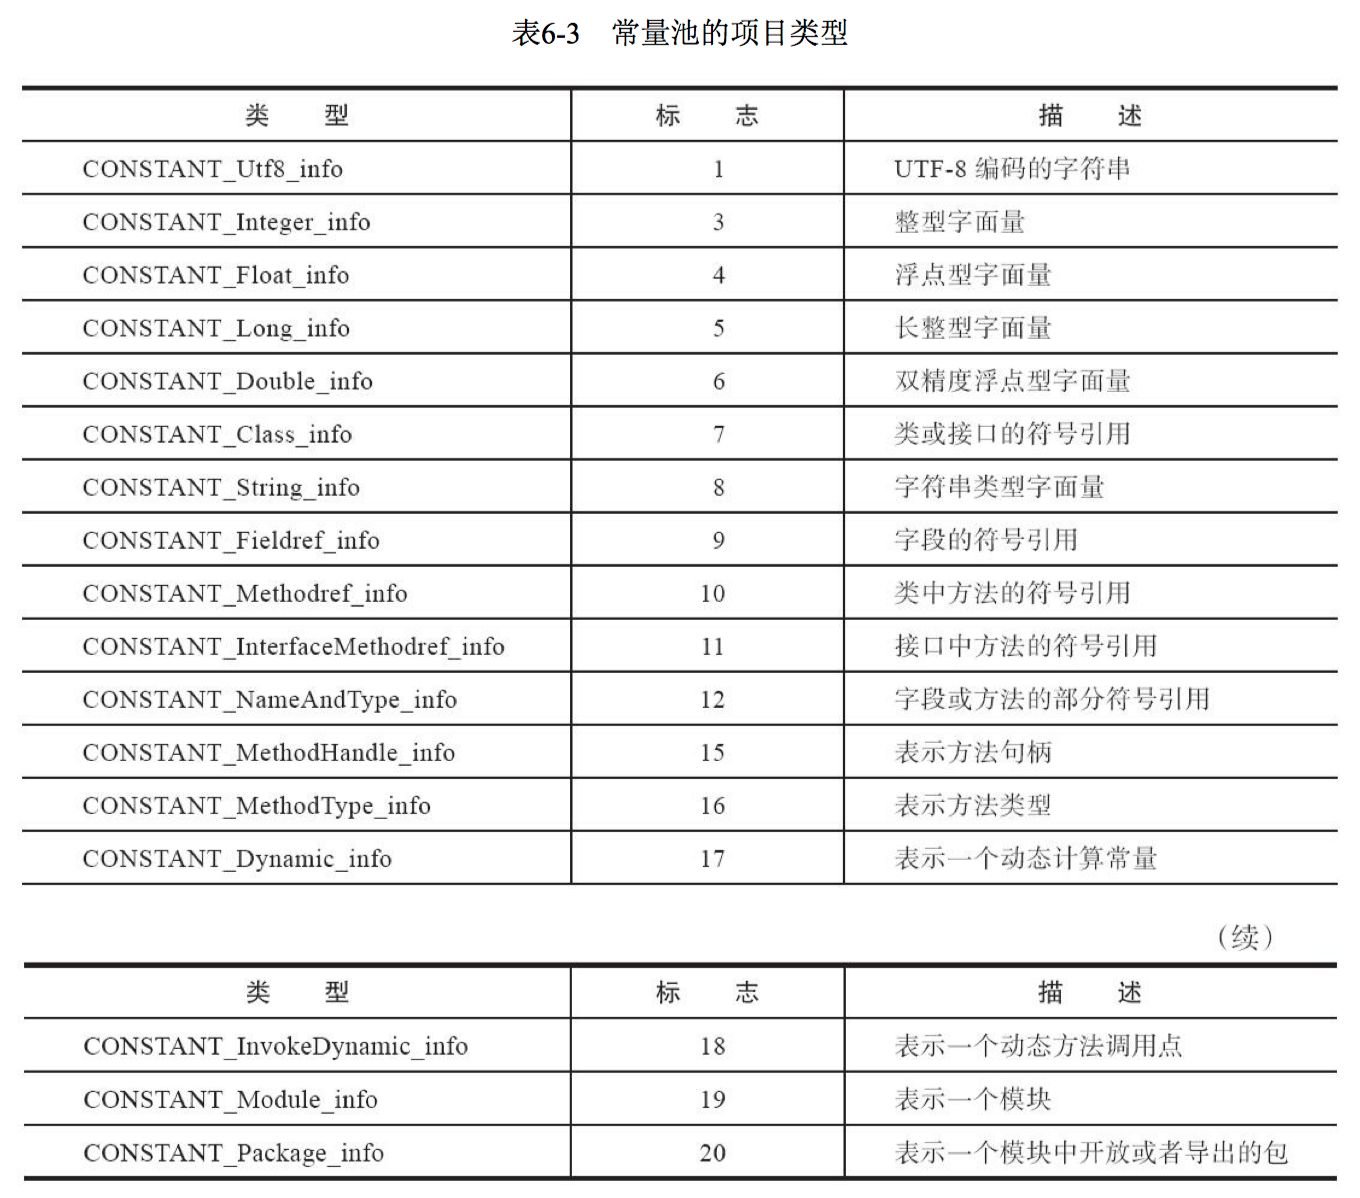 表6-3 常量池的项目类型
类 型 标 志 描 述
CONSTANT_Utf8_info 1 UTF-8 编码的字符串
CONSTANT_Integer_info 3 整型字面量
CONSTANT_Float_info 4 浮点型字面量
CONSTANT_Long_info 5 长整型字面量
CONSTANT_Double_info 6 双精度浮点型字面量
CONSTANT_Class_info 7 类或接口的符号引用
CONSTANT_String_info 8 字符串类型字面量
CONSTANT_Fieldref_info 9 字段的符号引用
CONSTANT_Methodref_info 10 类中方法的符号引用
CONSTANT_InterfaceMethodref_info 11 接口中方法的符号引用
CONSTANT_NameAndType_info 12 字段或方法的部分符号引用
CONSTANT_MethodHandle_info 15 表示方法句柄
CONSTANT_MethodType_info 16 表示方法类型
CONSTANT_Dynamic_info 17 表示一个动态计算常量
（续）
类 型 标 志 描 述
CONSTANT_InvokeDynamic_info 18 表示一个动态方法调用点
CONSTANT_Module_info 19 表示一个模块
CONSTANT_Package_info 20 表示一个模块中开放或者导出的包